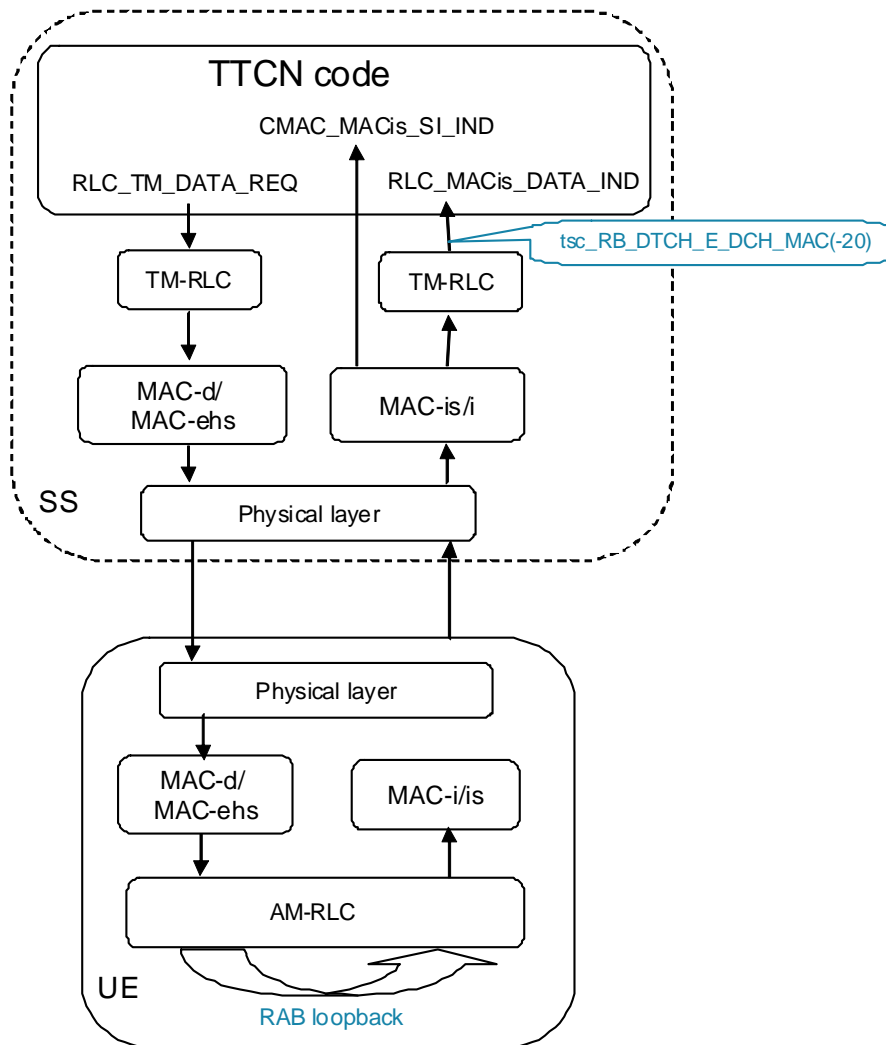 TTCN code
CMAC_MACis_SI_IND
RLC_TM_DATA_REQ
RLC_MACis_DATA_IND
tsc_RB_DTCH_E_DCH_MAC(-20)
TM-RLC
TM-RLC
MAC-d/
MAC-ehs
MAC-is/i
SS
Physical layer
Physical layer
MAC-d/
MAC-ehs
MAC-i/is
AM-RLC
UE
RAB loopback